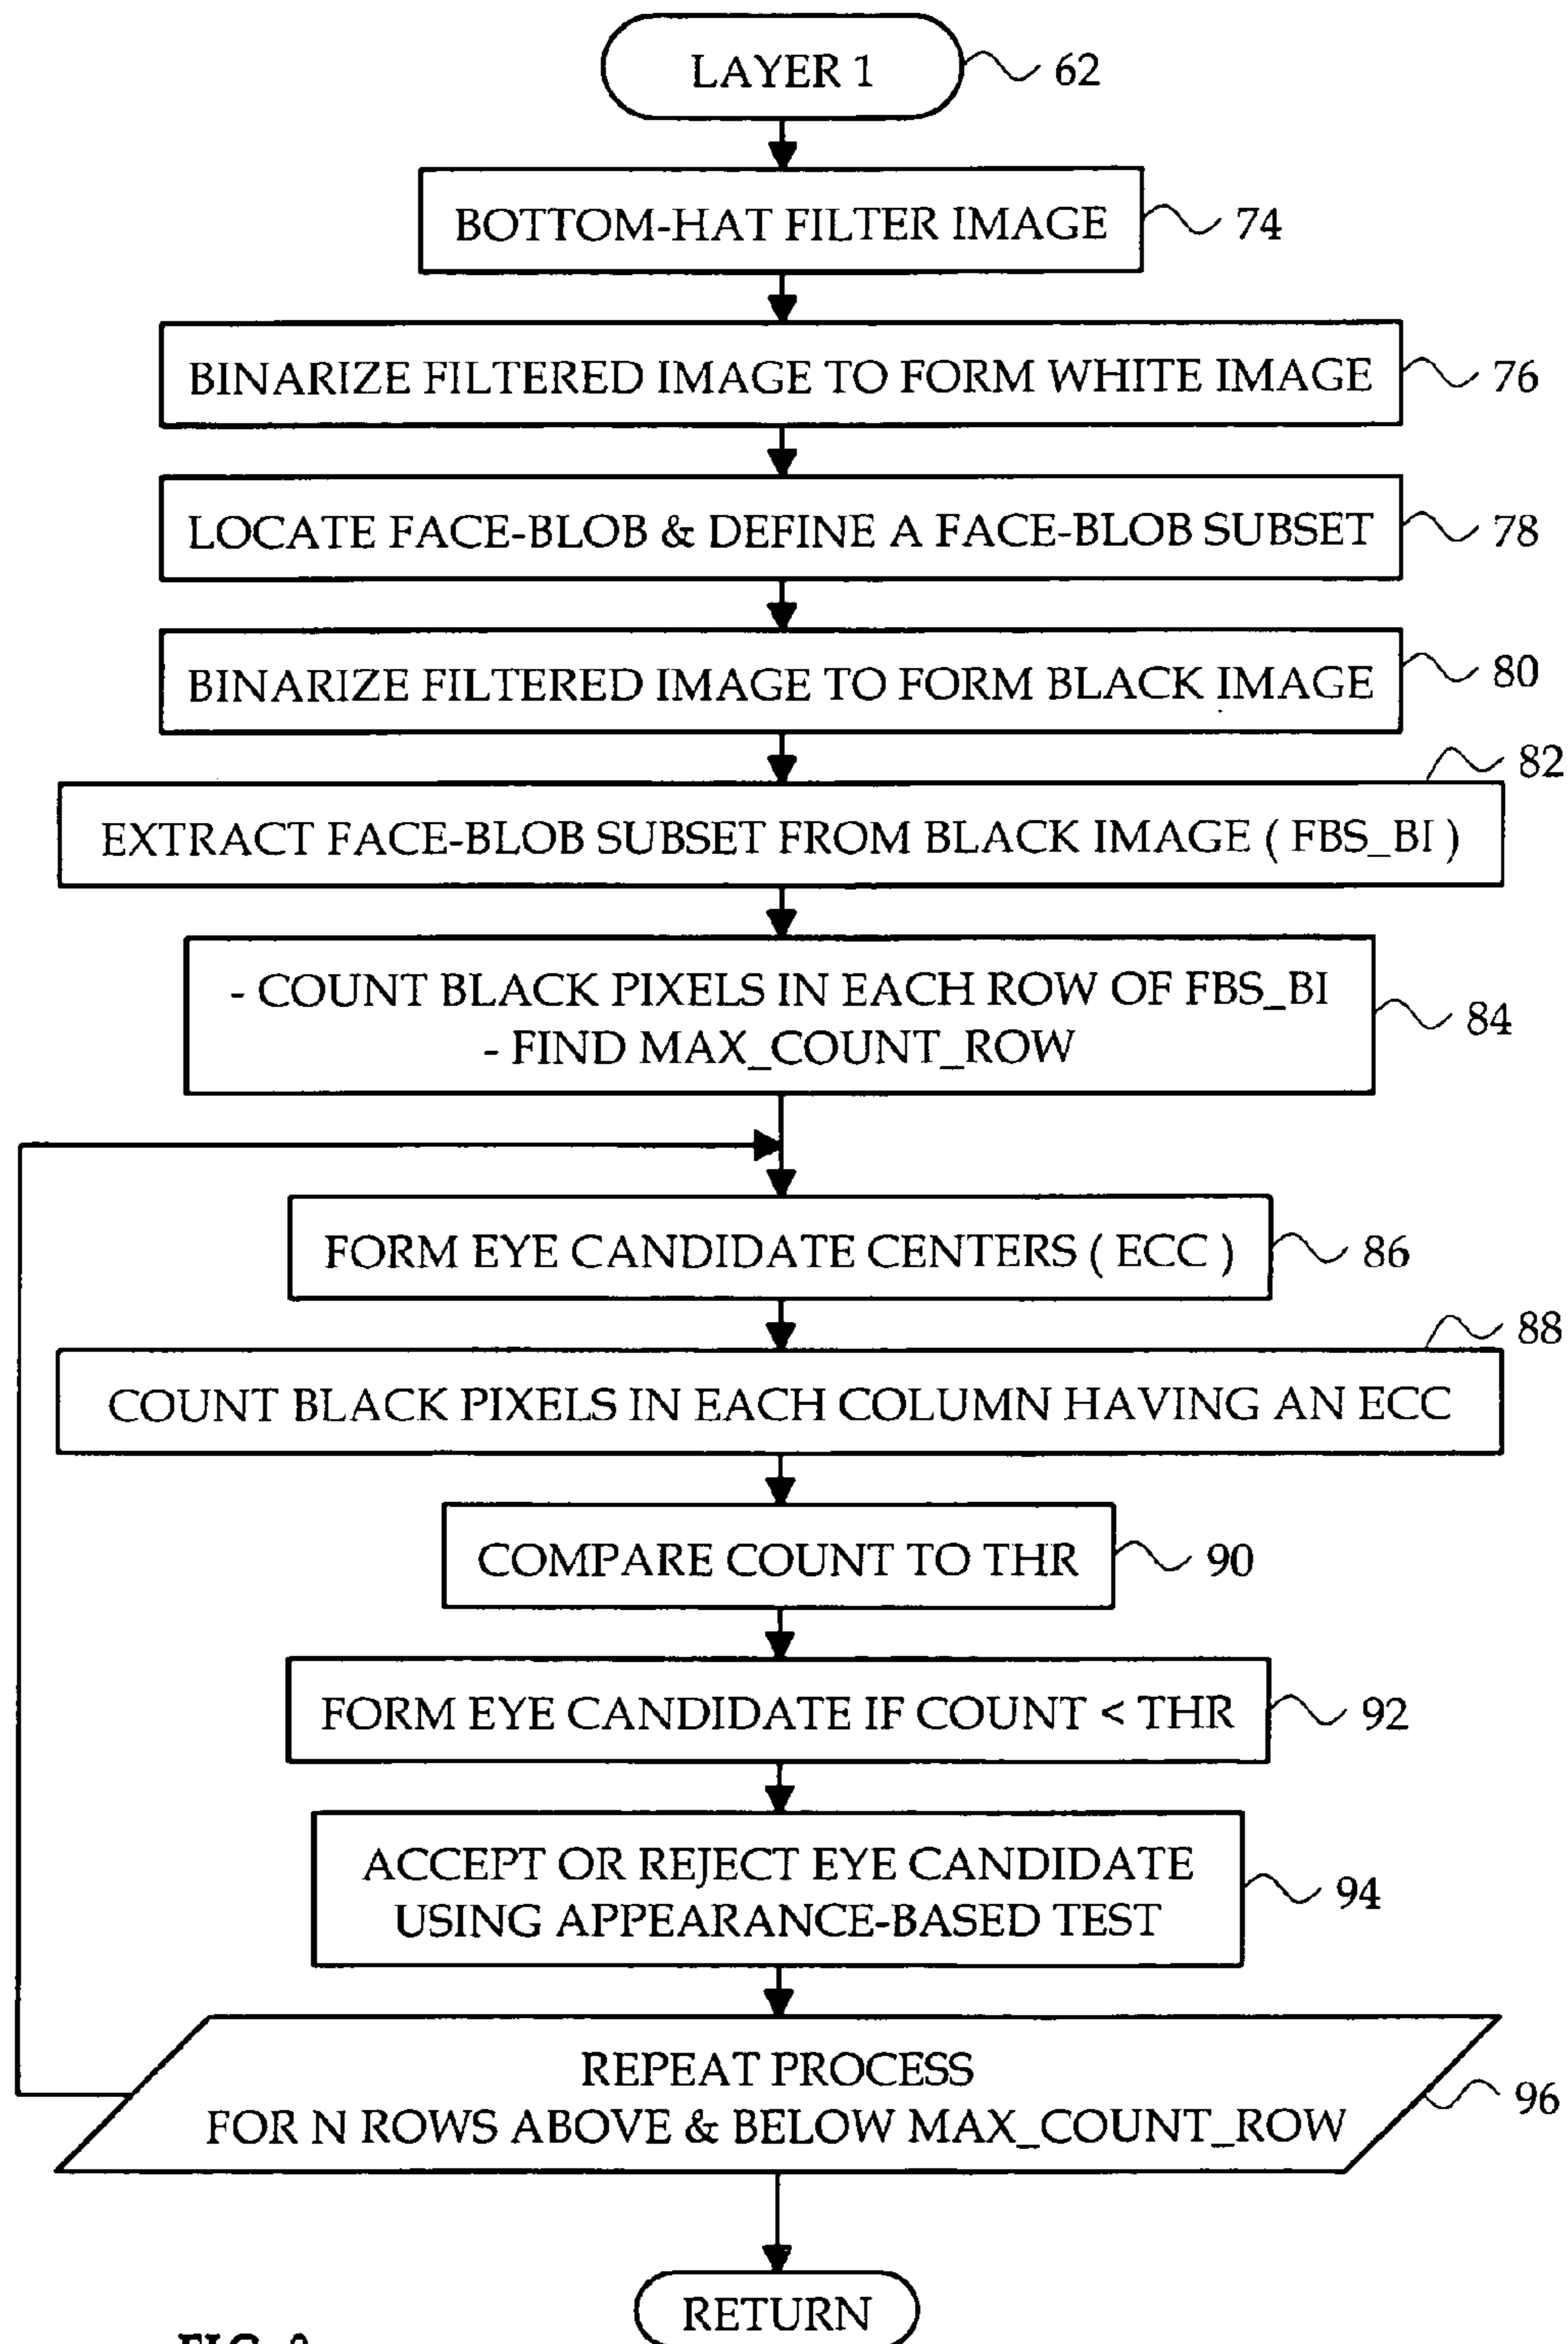 LAYER 1
62
BOTTOM-HAT FILTER IMAGE
74
BINARIZE FILTERED IMAGE TO FORM WHITE IMAGE
76
LOCATE FACE-BLOB & DEFINE A FACE-BLOB SUBSET
78
BINARIZE FILTERED IMAGE TO FORM BLACK IMAGE
80
82
EXTRACT FACE-BLOB SUBSET FROM BLACK IMAGE ( FBS_BI )
- COUNT BLACK PIXELS IN EACH ROW OF FBS_BI
- FIND MAX_COUNT_ROW
84
FORM EYE CANDIDATE CENTERS ( ECC )
86
88
COUNT BLACK PIXELS IN EACH COLUMN HAVING AN ECC
COMPARE COUNT TO THR
90
FORM EYE CANDIDATE IF COUNT < THR
92
ACCEPT OR REJECT EYE CANDIDATE
USING APPEARANCE-BASED TEST
94
REPEAT PROCESS
FOR N ROWS ABOVE & BELOW MAX_COUNT_ROW
96
RETURN